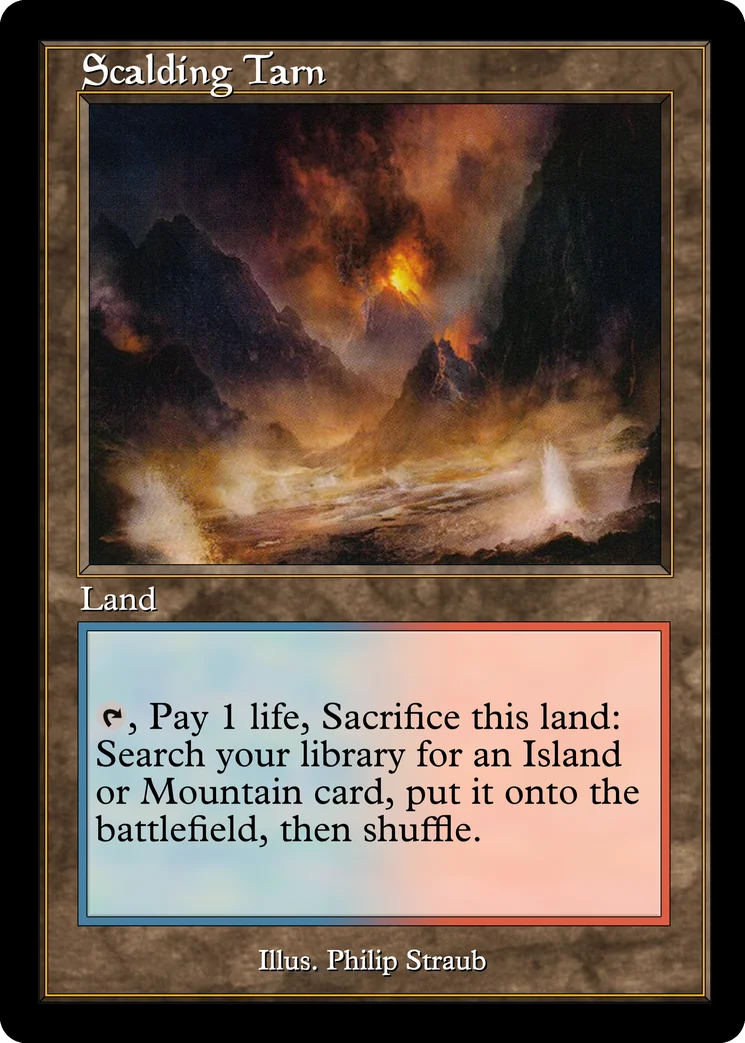 Scalding Tarn
Land
, Pay 1 life, Sacrifice this land:
Search your library for an Island
or Mountain card, put it onto the
battlefield, then shuffle.
Illus. Philip Straub